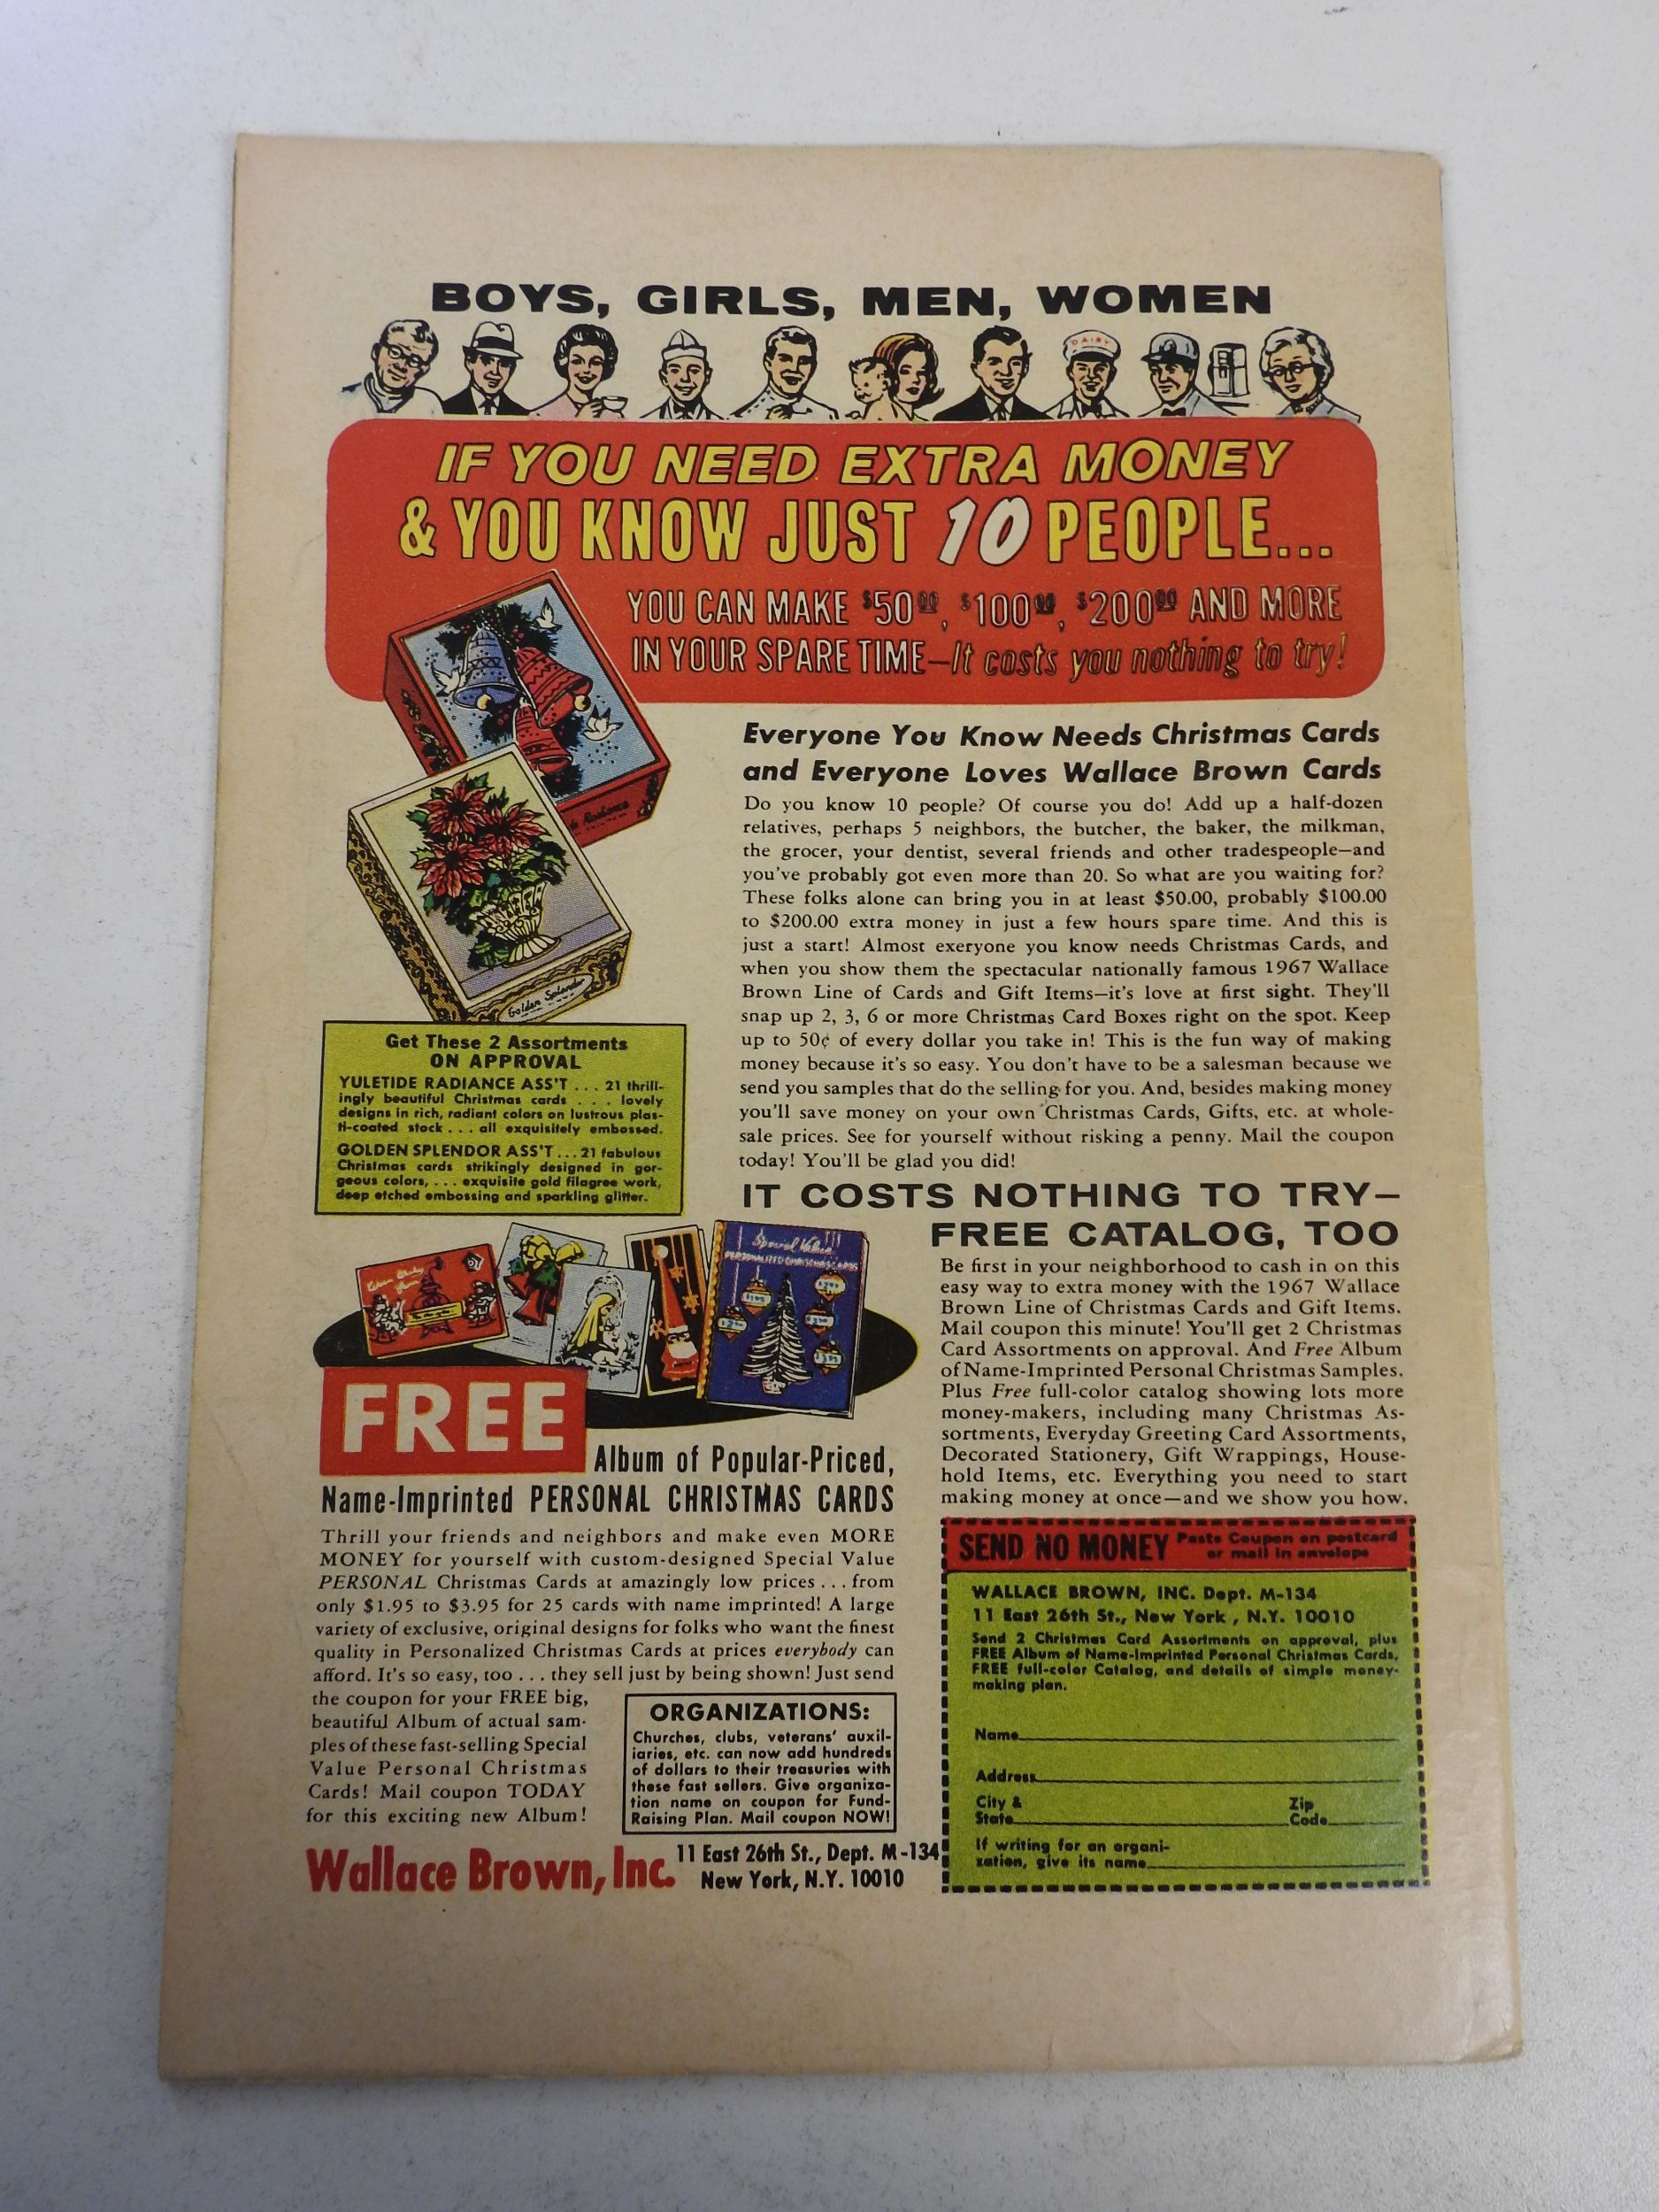 BOYS, GIRLS, MEN, WOMEN
DAIRY
IF YOU NEED EXTRA MONEY
& YOU KNOW JUST 10 PEOPLE...
YOU CAN MAKE $50.00, $100.00, $200.00 AND MORE
IN YOUR SPARE TIME—It costs you nothing to try!
Radiance
Golden Splendor
Everyone You Know Needs Christmas Cards
and Everyone Loves Wallace Brown Cards
Do you know 10 people? Of course you do! Add up a half-dozen
relatives, perhaps 5 neighbors, the butcher, the baker, the milkman,
the grocer, your dentist, several friends and other tradespeople—and
you've probably got even more than 20. So what are you waiting for?
These folks alone can bring you in at least $50.00, probably $100.00
to $200.00 extra money in just a few hours spare time. And this is
just a start! Almost exeryone you know needs Christmas Cards, and
when you show them the spectacular nationally famous 1967 Wallace
Brown Line of Cards and Gift Items—it's love at first sight. They'll
snap up 2, 3, 6 or more Christmas Card Boxes right on the spot. Keep
up to 50¢ of every dollar you take in! This is the fun way of making
money because it's so easy. You don't have to be a salesman because we
send you samples that do the selling for you. And, besides making money
you'll save money on your own Christmas Cards, Gifts, etc. at whole-
sale prices. See for yourself without risking a penny. Mail the coupon
today! You'll be glad you did!
Get These 2 Assortments
ON APPROVAL
YULETIDE RADIANCE ASS'T . . . 21 thrill-
ingly beautiful Christmas cards . . . lovely
designs in rich, radiant colors on lustrous plas-
ti-coated stock . . . all exquisitely embossed.
GOLDEN SPLENDOR ASS'T . . . 21 fabulous
Christmas cards strikingly designed in gor-
geous colors, . . . exquisite gold filagree work,
deep etched embossing and sparkling glitter.
IT COSTS NOTHING TO TRY—
FREE CATALOG, TOO
Be first in your neighborhood to cash in on this
easy way to extra money with the 1967 Wallace
Brown Line of Christmas Cards and Gift Items.
Mail coupon this minute! You'll get 2 Christmas
Card Assortments on approval. And Free Album
of Name-Imprinted Personal Christmas Samples.
Plus Free full-color catalog showing lots more
money-makers, including many Christmas As-
sortments, Everyday Greeting Card Assortments,
Decorated Stationery, Gift Wrappings, House-
hold Items, etc. Everything you need to start
making money at once—and we show you how.
Special Value
PERSONALIZED CHRISTMAS CARDS
FREE
Album of Popular-Priced,
Name-Imprinted PERSONAL CHRISTMAS CARDS
Thrill your friends and neighbors and make even MORE
MONEY for yourself with custom-designed Special Value
PERSONAL Christmas Cards at amazingly low prices . . . from
only $1.95 to $3.95 for 25 cards with name imprinted! A large
variety of exclusive, original designs for folks who want the finest
quality in Personalized Christmas Cards at prices everybody can
afford. It's so easy, too . . . they sell just by being shown! Just send
the coupon for your FREE big,
beautiful Album of actual sam-
ples of these fast-selling Special
Value Personal Christmas
Cards! Mail coupon TODAY
for this exciting new Album!
ORGANIZATIONS:
Churches, clubs, veterans' auxil-
iaries, etc. can now add hundreds
of dollars to their treasuries with
these fast sellers. Give organiza-
tion name on coupon for Fund-
Raising Plan. Mail coupon NOW!
Wallace Brown, Inc. 11 East 26th St., Dept. M-134
New York, N.Y. 10010
SEND NO MONEY Paste Coupon on postcard
or mail in envelope
WALLACE BROWN, INC. Dept. M-134
11 East 26th St., New York, N.Y. 10010
Send 2 Christmas Card Assortments on approval, plus
FREE Album of Name-Imprinted Personal Christmas Cards,
FREE full-color Catalog, and details of simple money-
making plan.
Name
Address
City & Zip
State Code
If writing for an organi-
zation, give its name